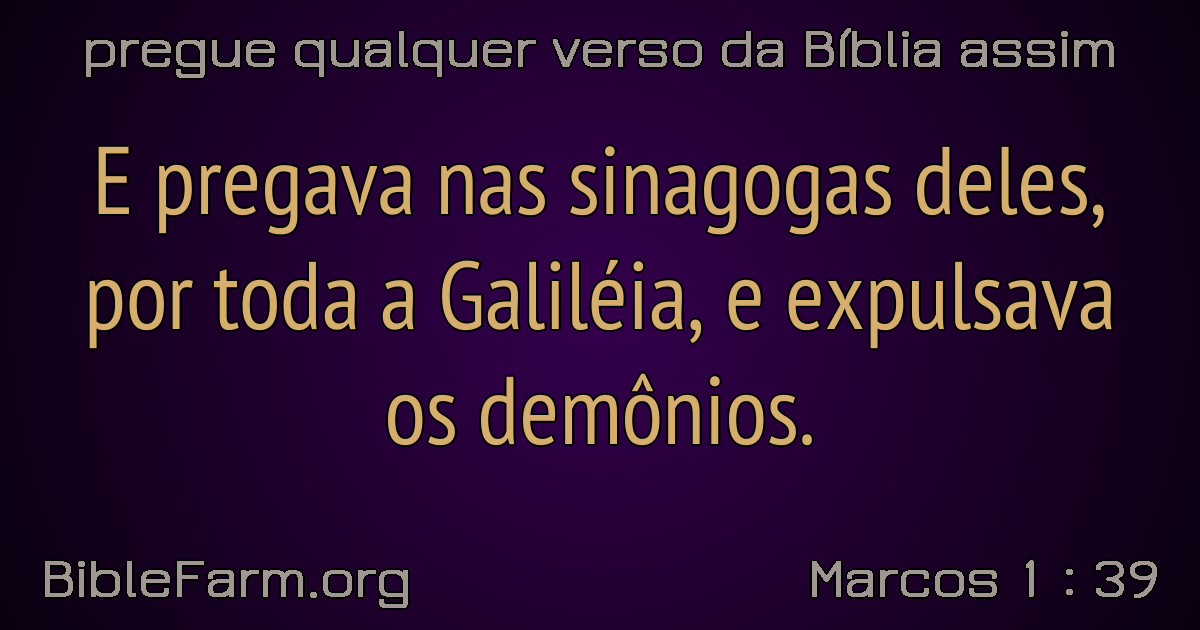 pregue qualquer verso da Bíblia assim
E pregava nas sinagogas deles,
por toda a Galiléia, e expulsava
os demônios.
BibleFarm.org
Marcos 1 : 39